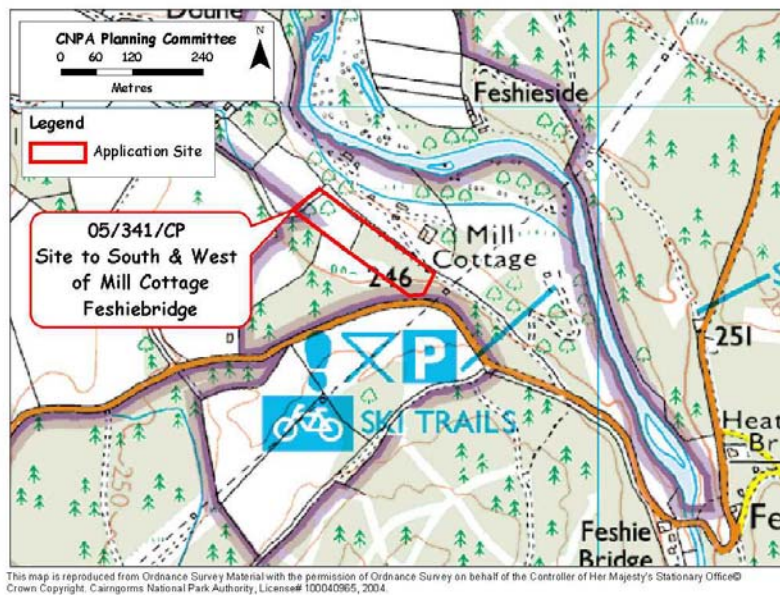 Doune
CNPA Planning Committee
N
0 60 120 240
Metres
Legend
Application Site
Feshieside
05/341/CP
Site to South & West
of Mill Cottage
Feshiebridge
Mill
Cottage
246
251
P
SKI TRAILS
250
Feshie
Bridge
This map is reproduced from Ordnance Survey Material with the permission of Ordnance Survey on behalf of the Controller of Her Majesty's Stationary Office©
Crown Copyright. Cairngorms National Park Authority, License# 100040965, 2004.